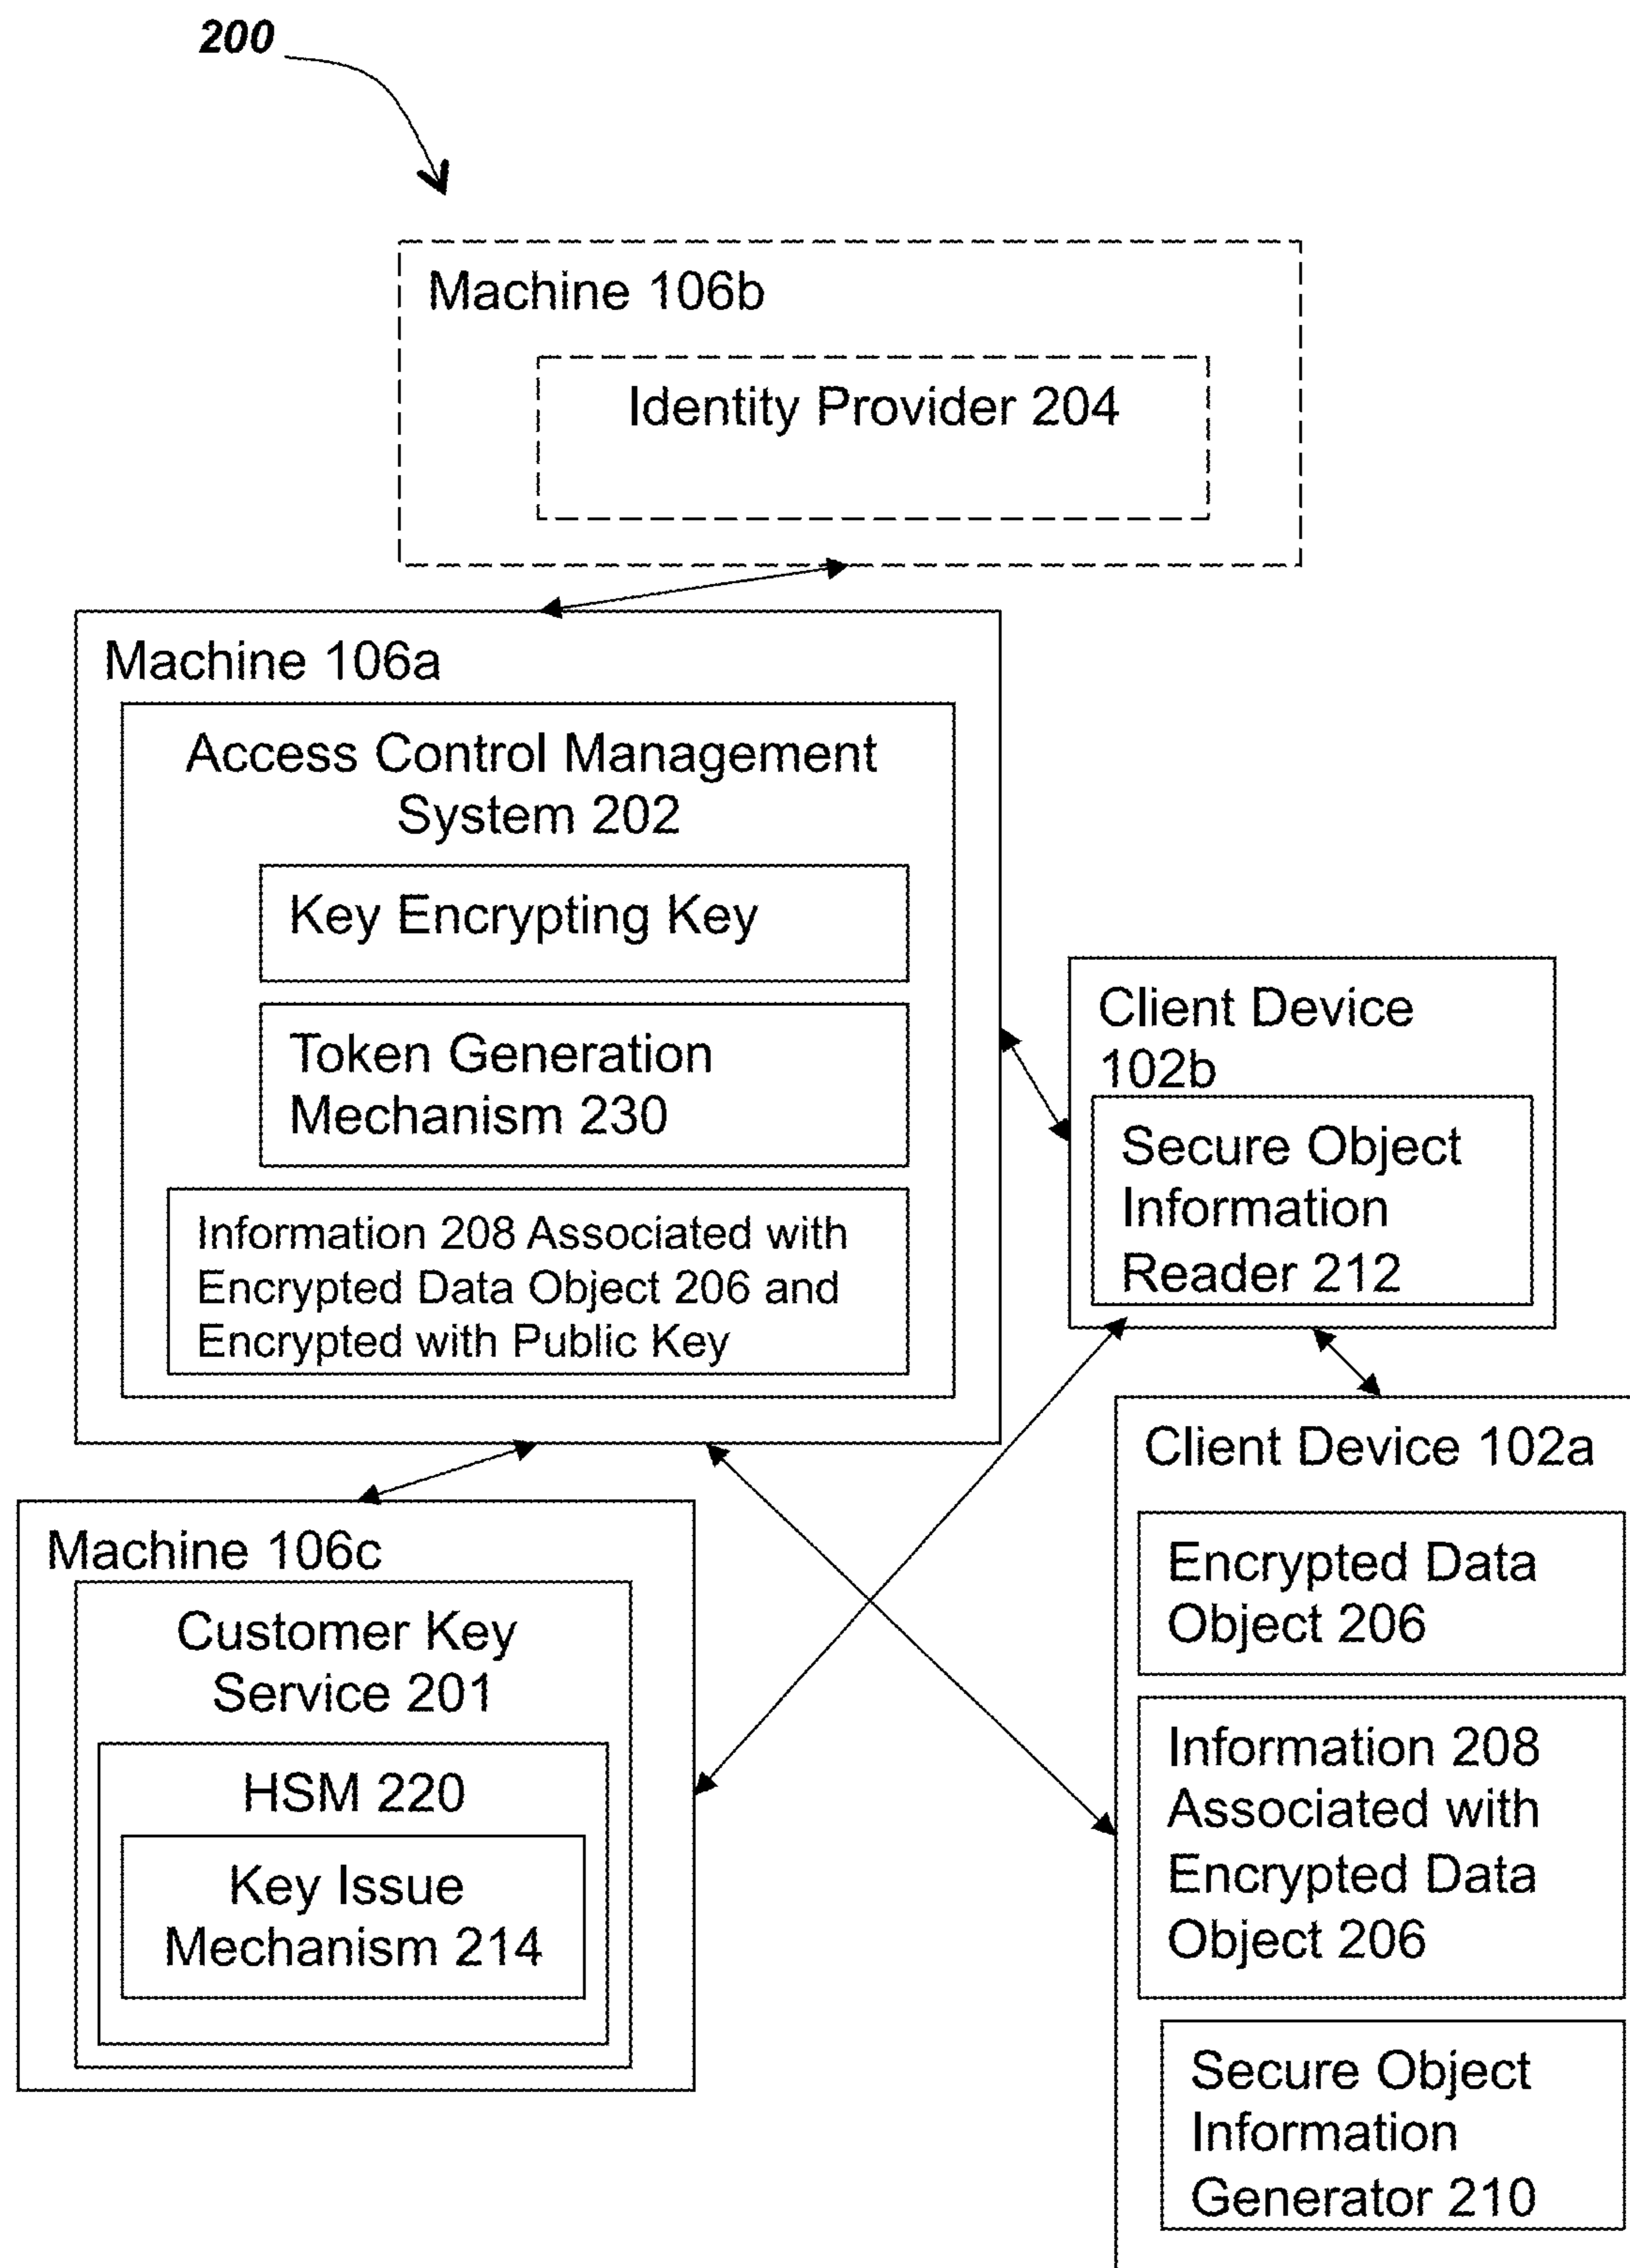 200
Machine 106b
Identity Provider 204
Machine 106a
Access Control Management
System 202
Key Encrypting Key
Token Generation
Mechanism 230
Information 208 Associated with
Encrypted Data Object 206 and
Encrypted with Public Key
Client Device
102b
Secure Object
Information
Reader 212
Machine 106c
Customer Key
Service 201
HSM 220
Key Issue
Mechanism 214
Client Device 102a
Encrypted Data
Object 206
Information 208
Associated with
Encrypted Data
Object 206
Secure Object
Information
Generator 210